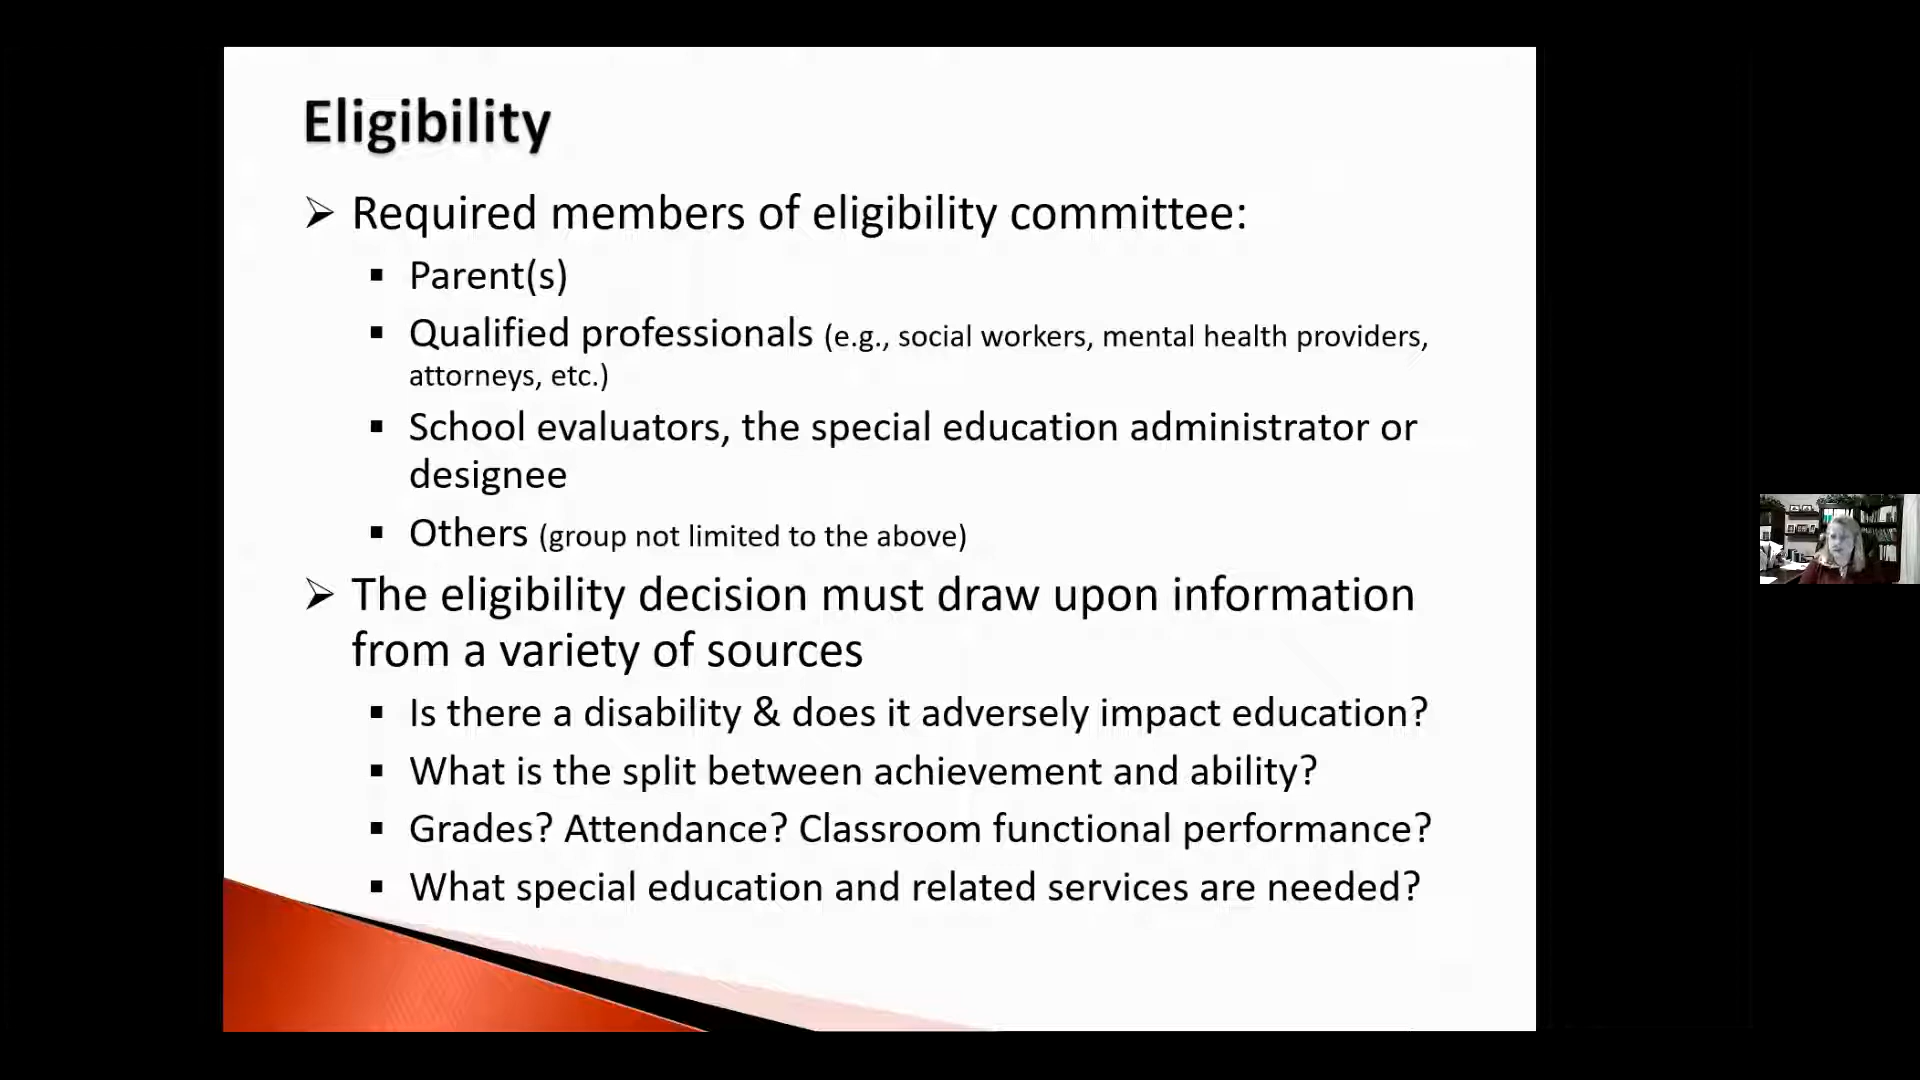 Eligibility
➢ Required members of eligibility committee:
▪ Parent(s)
▪ Qualified professionals (e.g., social workers, mental health providers,
attorneys, etc.)
▪ School evaluators, the special education administrator or
designee
▪ Others (group not limited to the above)
➢ The eligibility decision must draw upon information
from a variety of sources
▪ Is there a disability & does it adversely impact education?
▪ What is the split between achievement and ability?
▪ Grades? Attendance? Classroom functional performance?
▪ What special education and related services are needed?